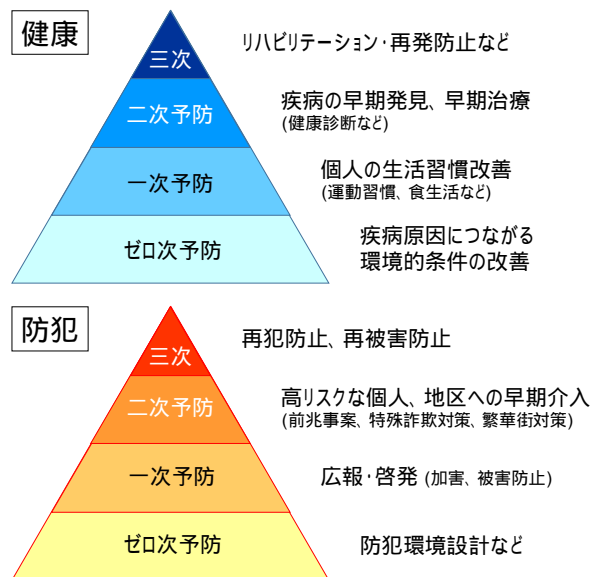 健康
三次
リハビリテーション・再発防止など
二次予防
疾病の早期発見、早期治療
(健康診断など)
一次予防
個人の生活習慣改善
(運動習慣、食生活など)
ゼロ次予防
疾病原因につながる
環境的条件の改善
防犯
三次
再犯防止、再被害防止
二次予防
高リスクな個人、地区への早期介入
(前兆事案、特殊詐欺対策、繁華街対策)
一次予防
広報・啓発 (加害、被害防止)
ゼロ次予防
防犯環境設計など